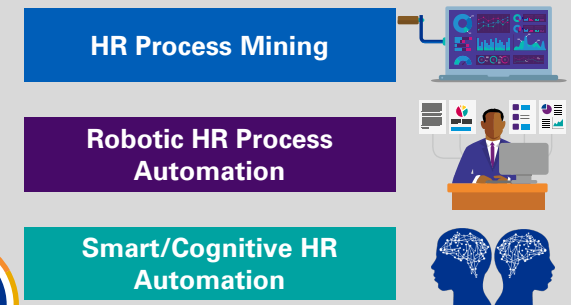 HR Process Mining
Robotic HR Process
Automation
Smart/Cognitive HR
Automation